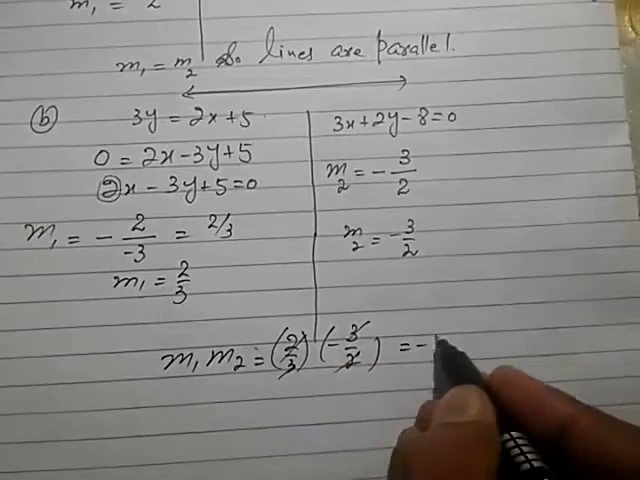 m₁ = 2
m₁ = m₂ So lines are parallel.
(b) 3y = 2x + 5
0 = 2x - 3y + 5
2x - 3y + 5 = 0
m₁ = - 2/-3 = 2/3
m₁ = 2/3
3x + 2y - 8 = 0
m₂ = - 3/2
m₂ = - 3/2
m₁ m₂ = (2/3) (- 3/2) = -